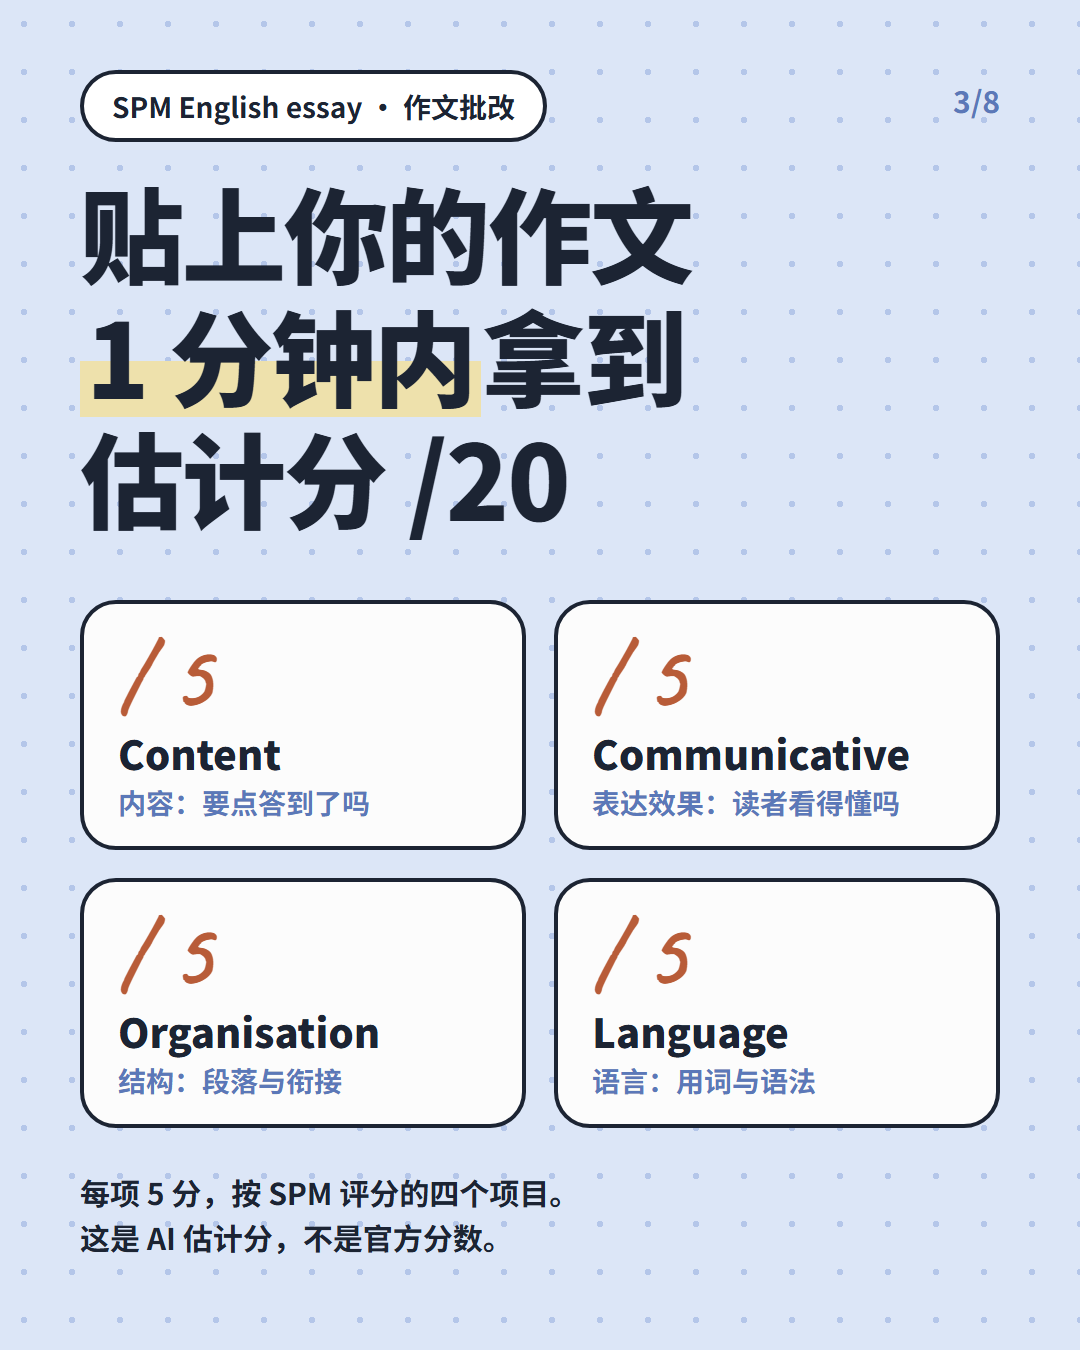 SPM English essay · 作文批改
3/8
贴上你的作文
1 分钟内拿到
估计分 /20
/ 5
Content
内容：要点答到了吗
/ 5
Communicative
表达效果：读者看得懂吗
/ 5
Organisation
结构：段落与衔接
/ 5
Language
语言：用词与语法
每项 5 分，按 SPM 评分的四个项目。
这是 AI 估计分，不是官方分数。